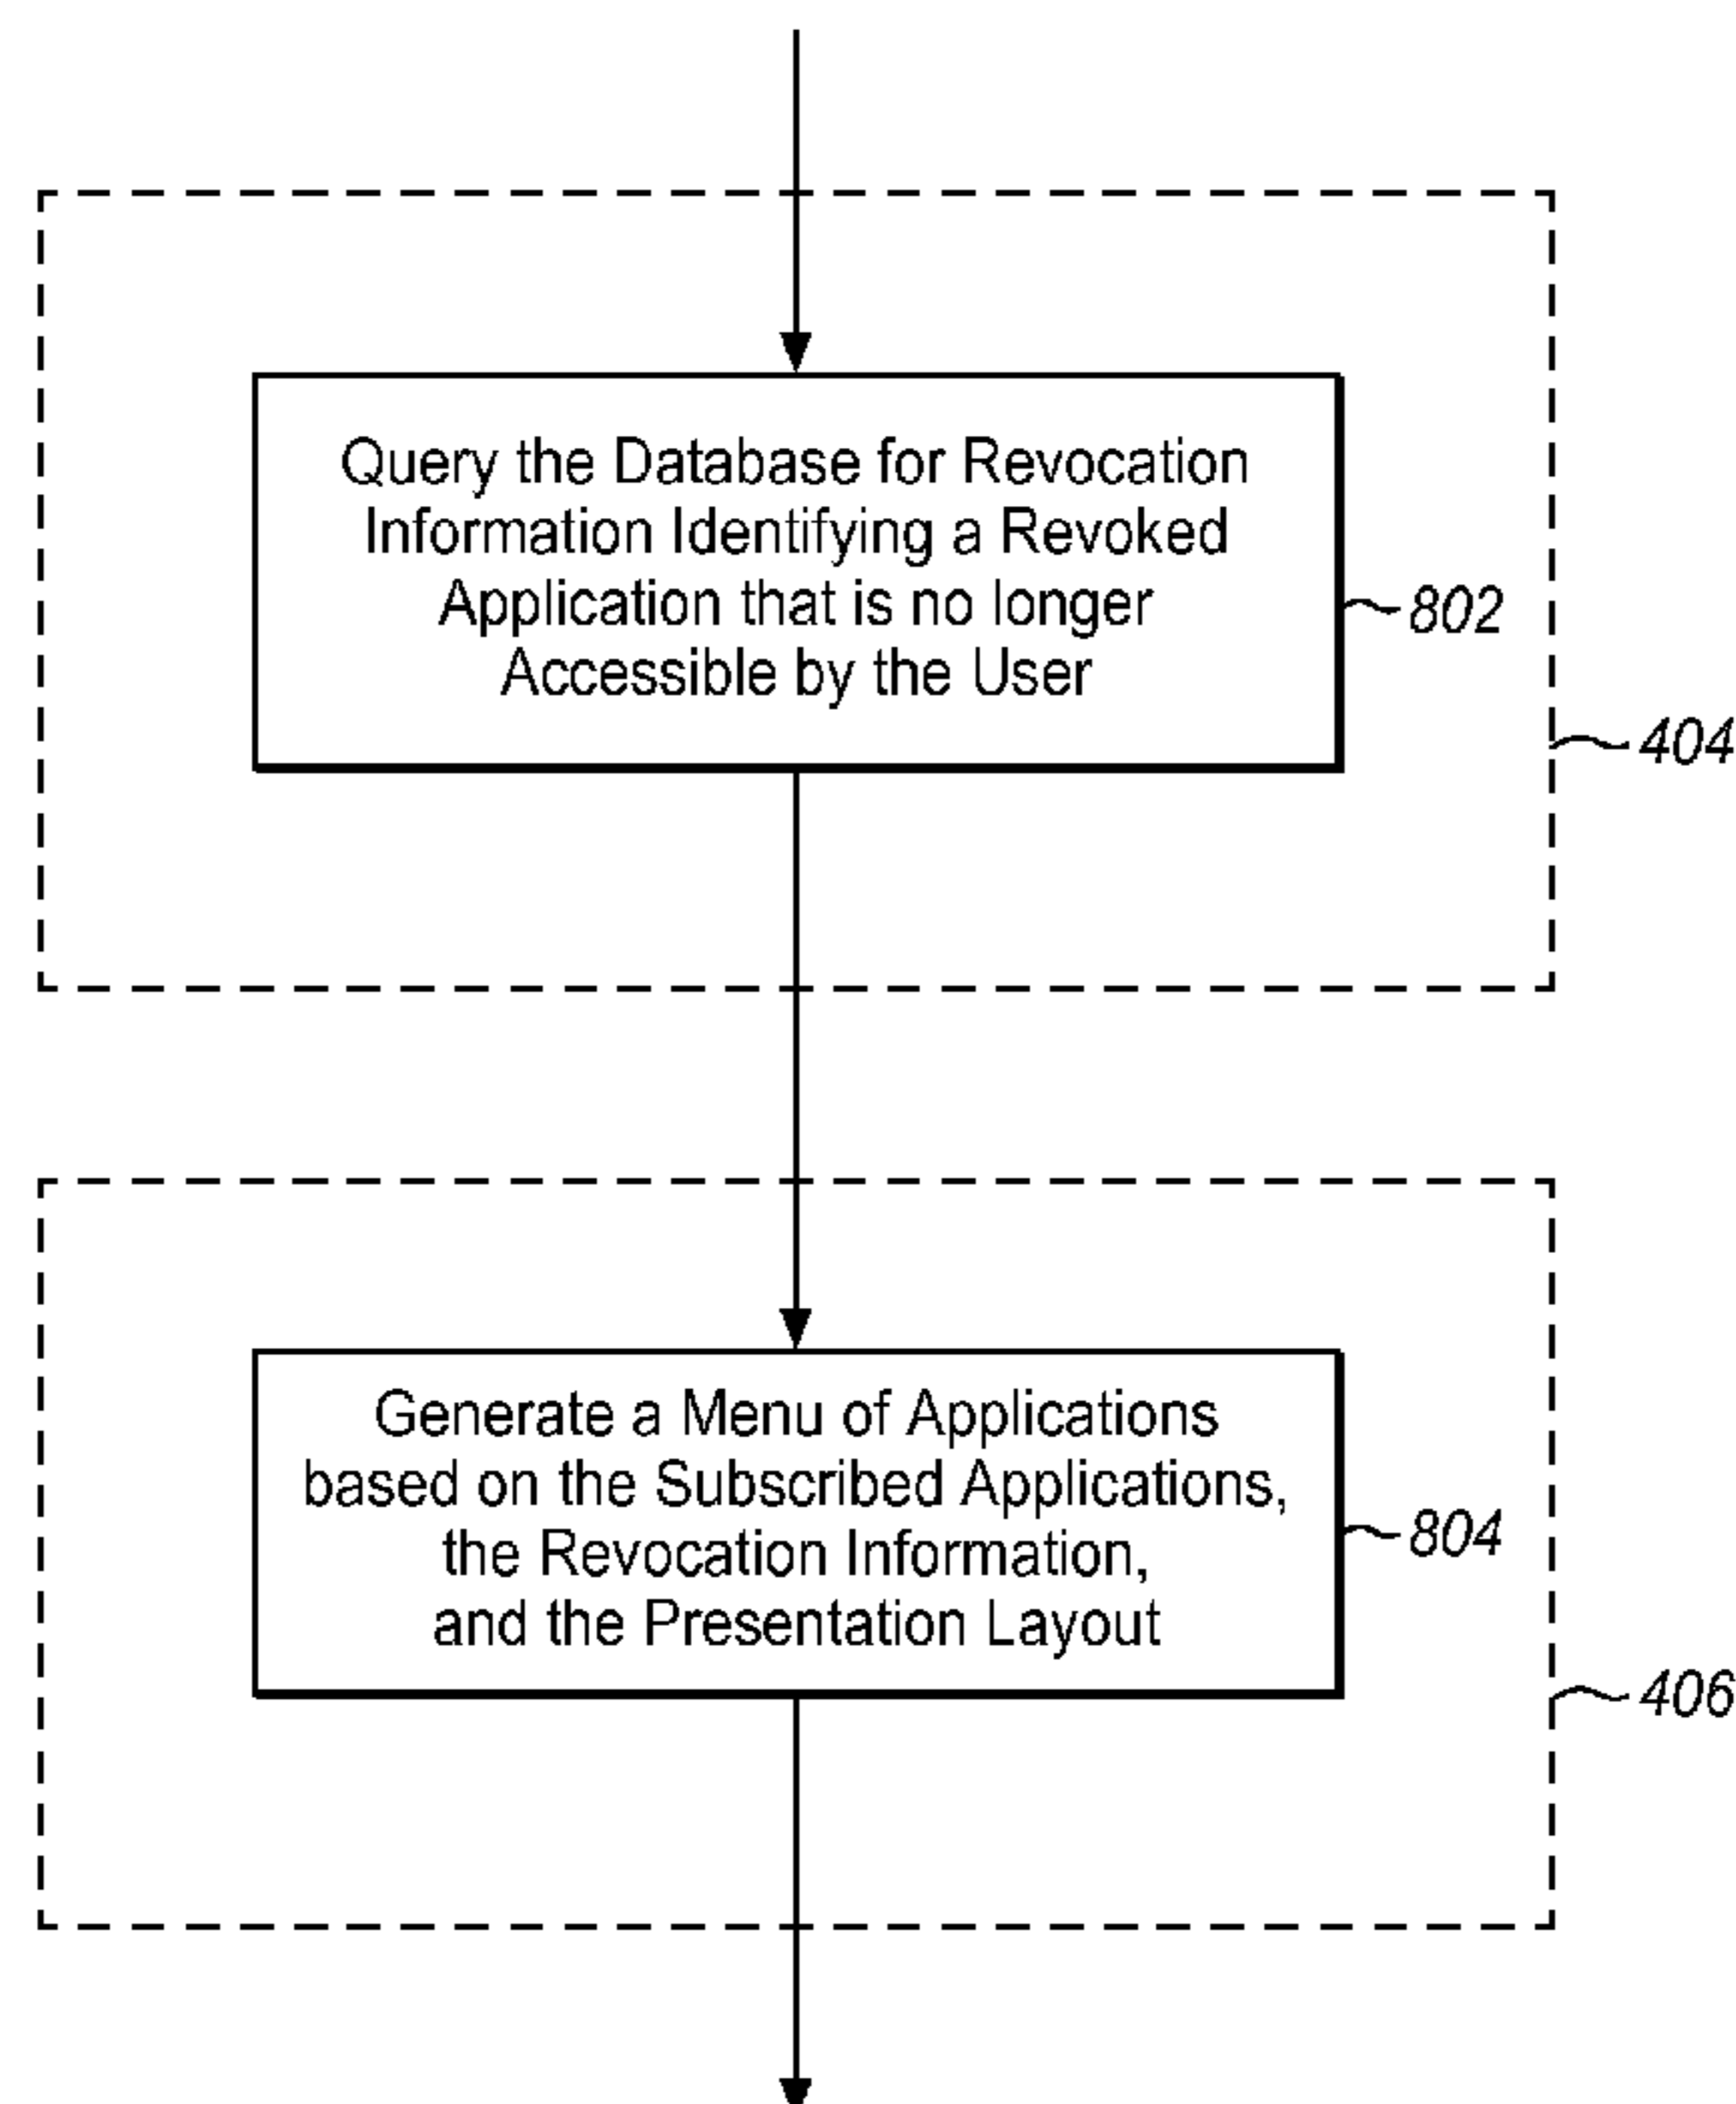 Query the Database for Revocation
Information Identifying a Revoked
Application that is no longer
Accessible by the User
802
404
Generate a Menu of Applications
based on the Subscribed Applications,
the Revocation Information,
and the Presentation Layout
804
406